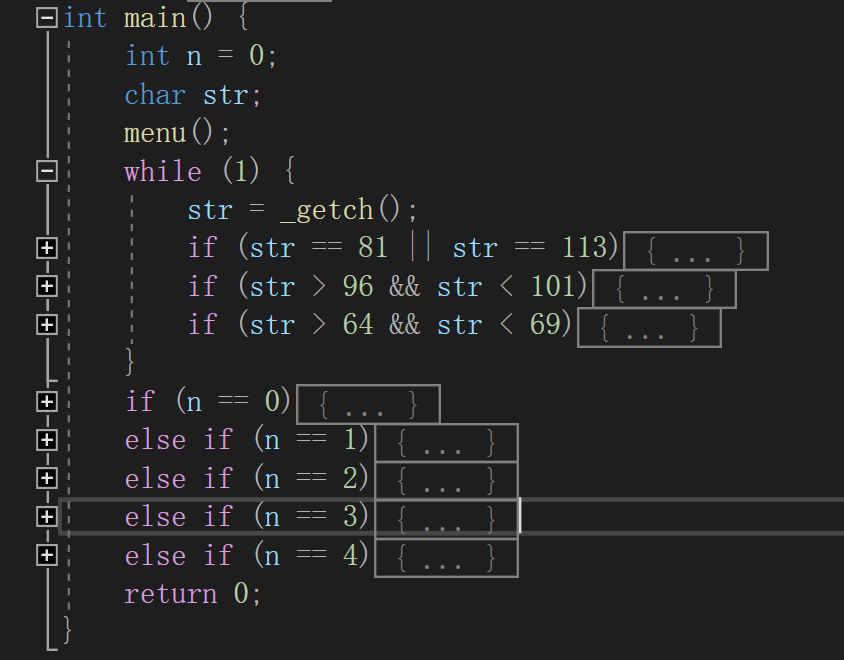 int main() {
int n = 0;
char str;
menu();
while (1) {
str = _getch();
if (str == 81 || str == 113){ ... }
if (str > 96 && str < 101){ ... }
if (str > 64 && str < 69){ ... }
}
if (n == 0){ ... }
else if (n == 1){ ... }
else if (n == 2){ ... }
else if (n == 3){ ... }
else if (n == 4){ ... }
return 0;
}